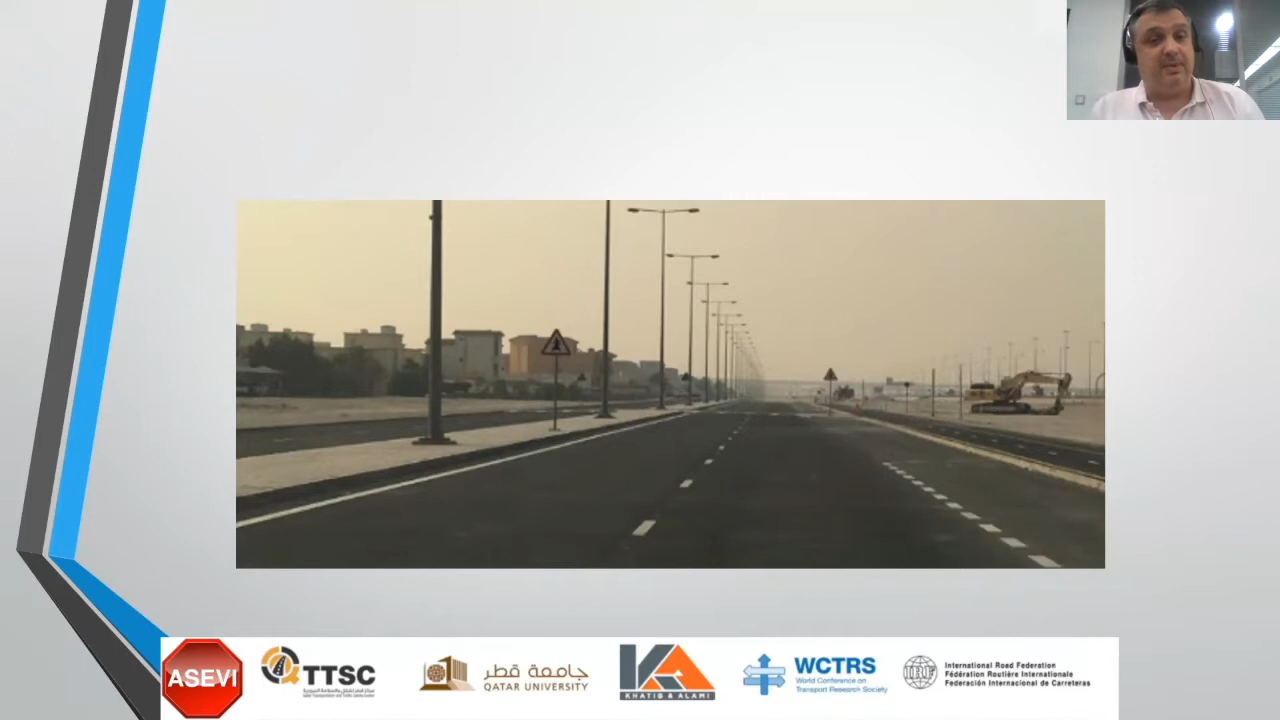 ASEVI
TTSC
جامعة قطر
QATAR UNIVERSITY
KHATIB & ALAMI
WCTRS
World Conference on
Transport Research Society
IRF
International Road Federation
Fédération Routière Internationale
Federación Internacional de Carreteras